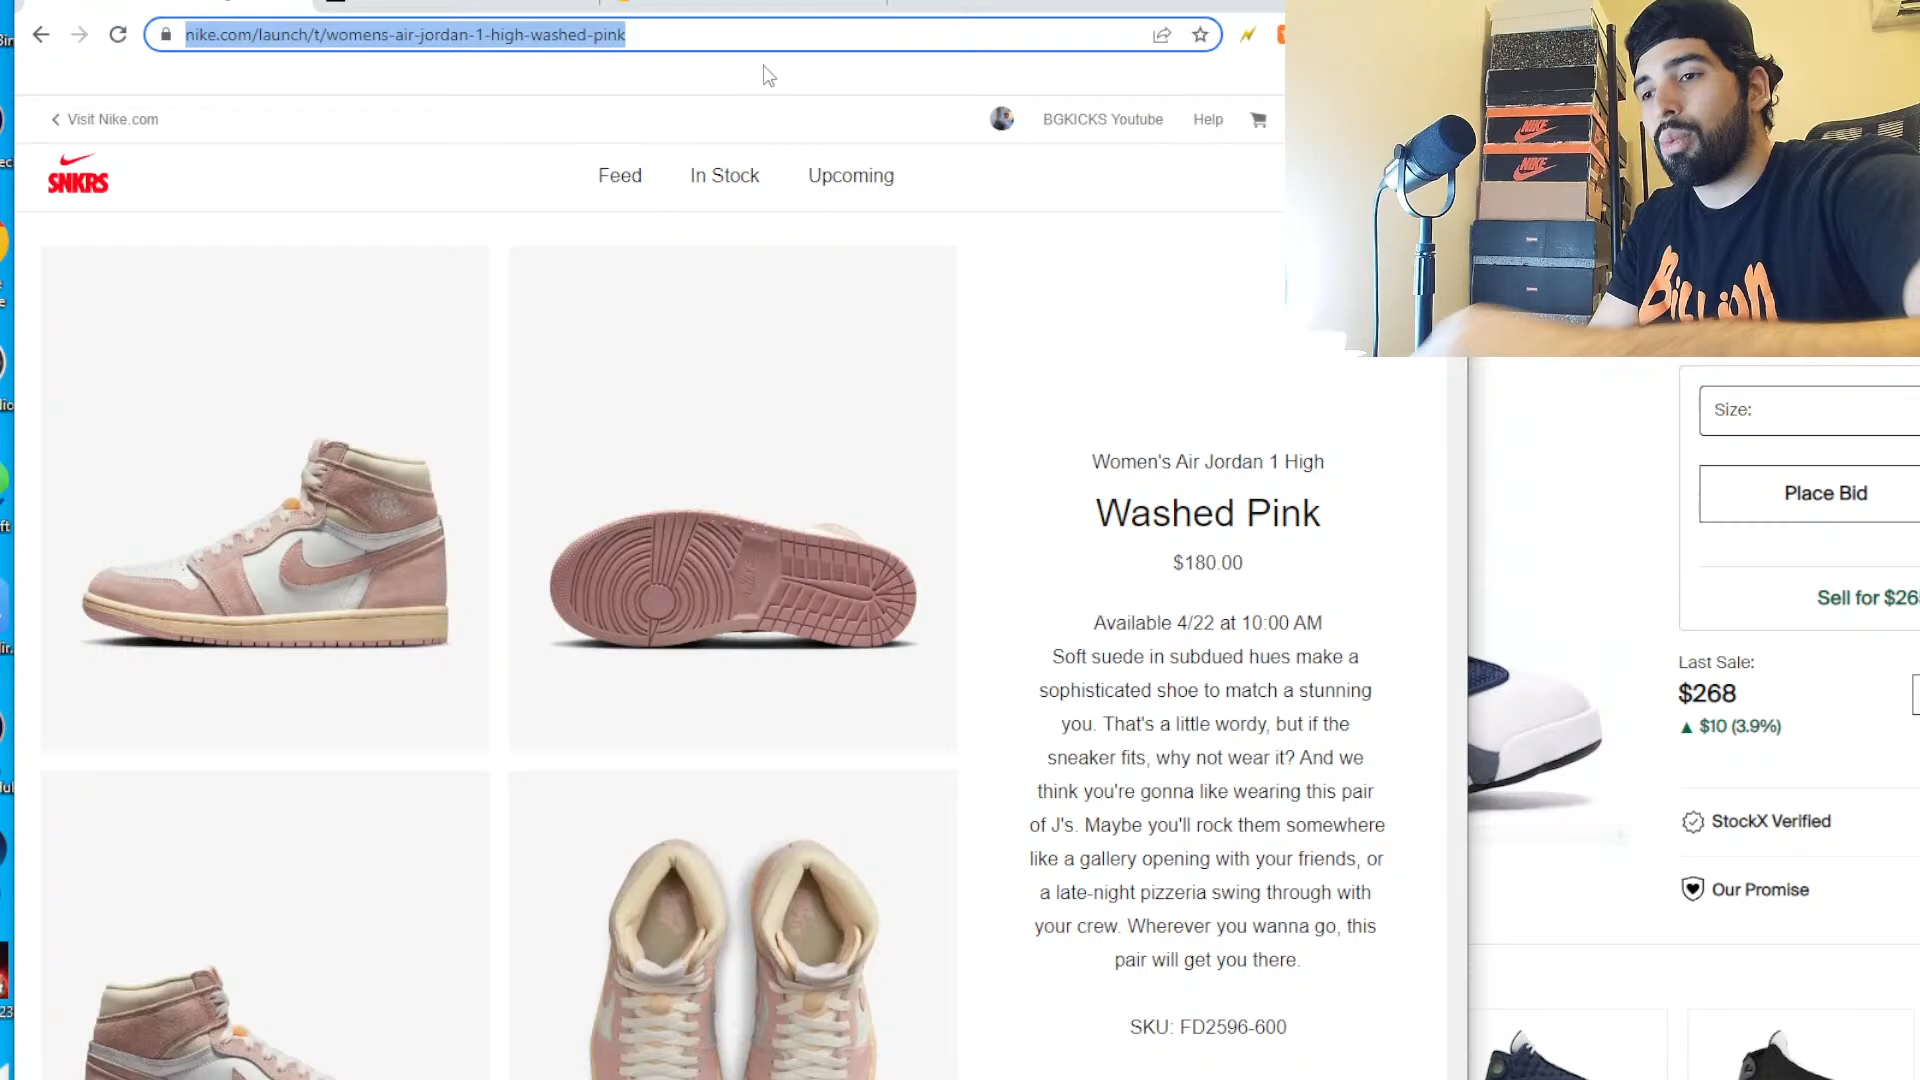 nike.com/launch/t/womens-air-jordan-1-high-washed-pink
Visit Nike.com
BGKICKS Youtube
Help
SNKRS
Feed
In Stock
Upcoming
NIKE
NIKE
BILLION
Women's Air Jordan 1 High
Washed Pink
$180.00
Available 4/22 at 10:00 AM
Soft suede in subdued hues make a
sophisticated shoe to match a stunning
you. That's a little wordy, but if the
sneaker fits, why not wear it? And we
think you're gonna like wearing this pair
of J's. Maybe you'll rock them somewhere
like a gallery opening with your friends, or
a late-night pizzeria swing through with
your crew. Wherever you wanna go, this
pair will get you there.
SKU: FD2596-600
Size:
Place Bid
Sell for $26
Last Sale:
$268
▲ $10 (3.9%)
StockX Verified
Our Promise